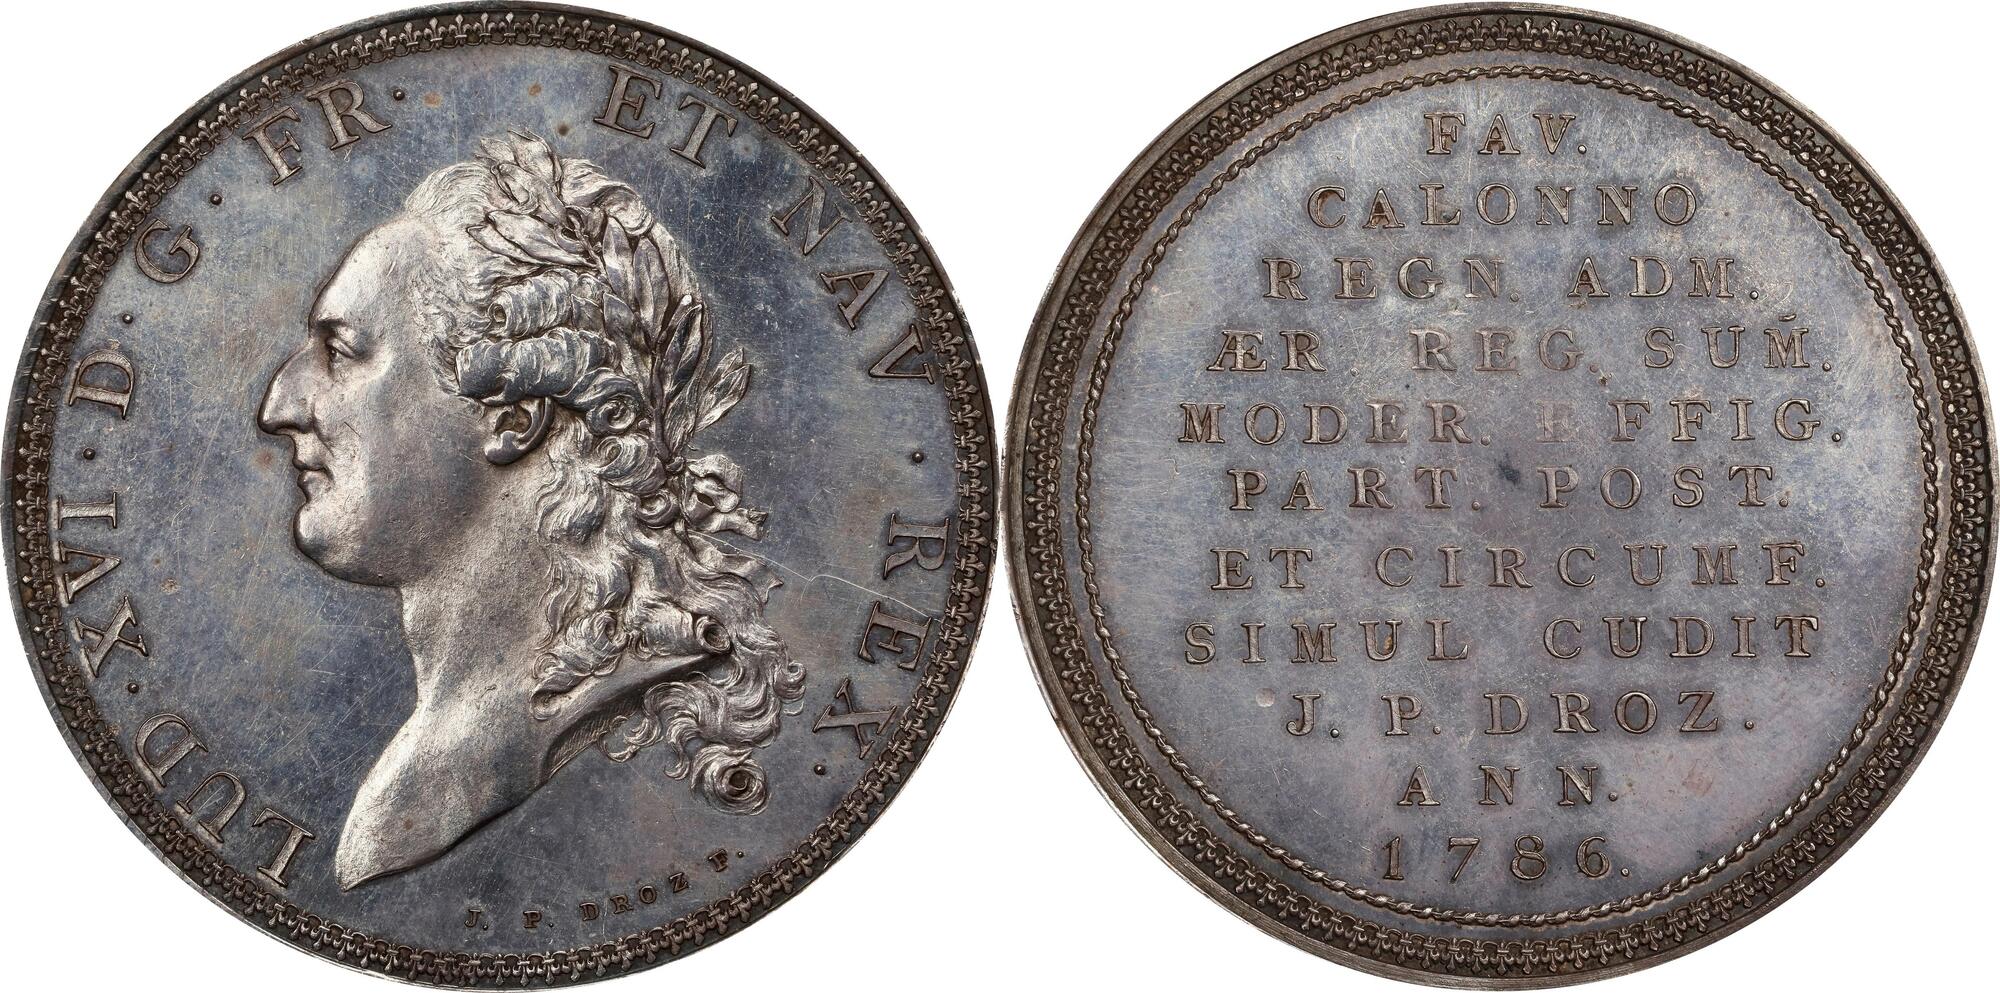 LUD · XVI · D · G · FR · ET NAV · REX ·
J. P. DROZ F.
FAV.
CALONNO
REGN. ADM.
ÆR REG. SUM.
MODER. EFFIG.
PART. POST.
ET CIRCUMF.
SIMUL CUDIT
J. P. DROZ.
ANN.
1786.